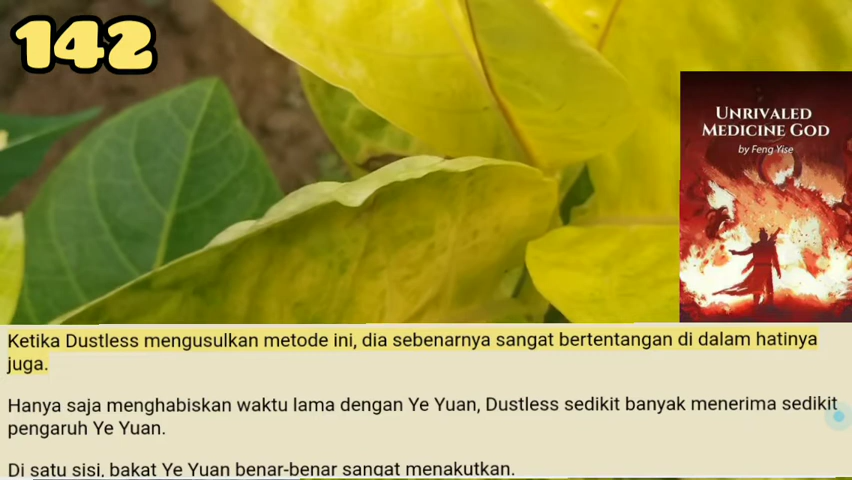 142
UNRIVALED
MEDICINE GOD
by Feng Yise
Ketika Dustless mengusulkan metode ini, dia sebenarnya sangat bertentangan di dalam hatinya
juga.
Hanya saja menghabiskan waktu lama dengan Ye Yuan, Dustless sedikit banyak menerima sedikit
pengaruh Ye Yuan.
Di satu sisi, bakat Ye Yuan benar-benar sangat menakutkan.